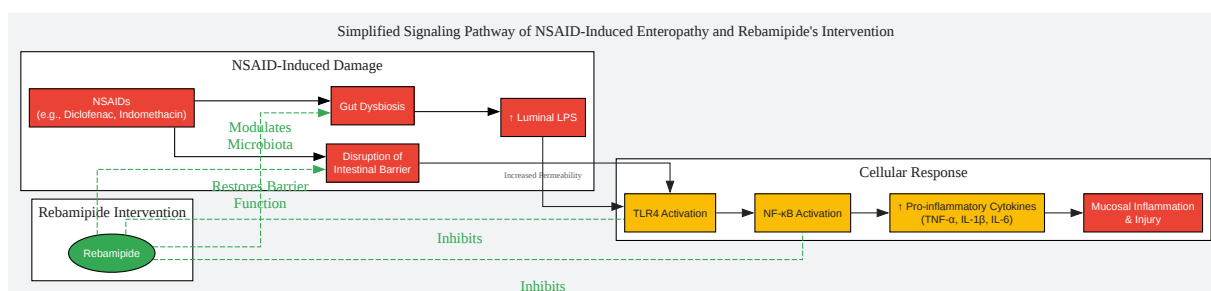 Simplified Signaling Pathway of NSAID-Induced Enteropathy and Rebamipide's Intervention
NSAID-Induced Damage
NSAIDs
(e.g., Diclofenac, Indomethacin)
Gut Dysbiosis
↑ Luminal LPS
Modulates
Microbiota
Disruption of
Intestinal Barrier
Increased Permeability
Restores Barrier
Function
Cellular Response
TLR4 Activation
NF-κB Activation
↑ Pro-inflammatory Cytokines
(TNF-α, IL-1β, IL-6)
Mucosal Inflammation
& Injury
Rebamipide Intervention
Rebamipide
Inhibits
Inhibits